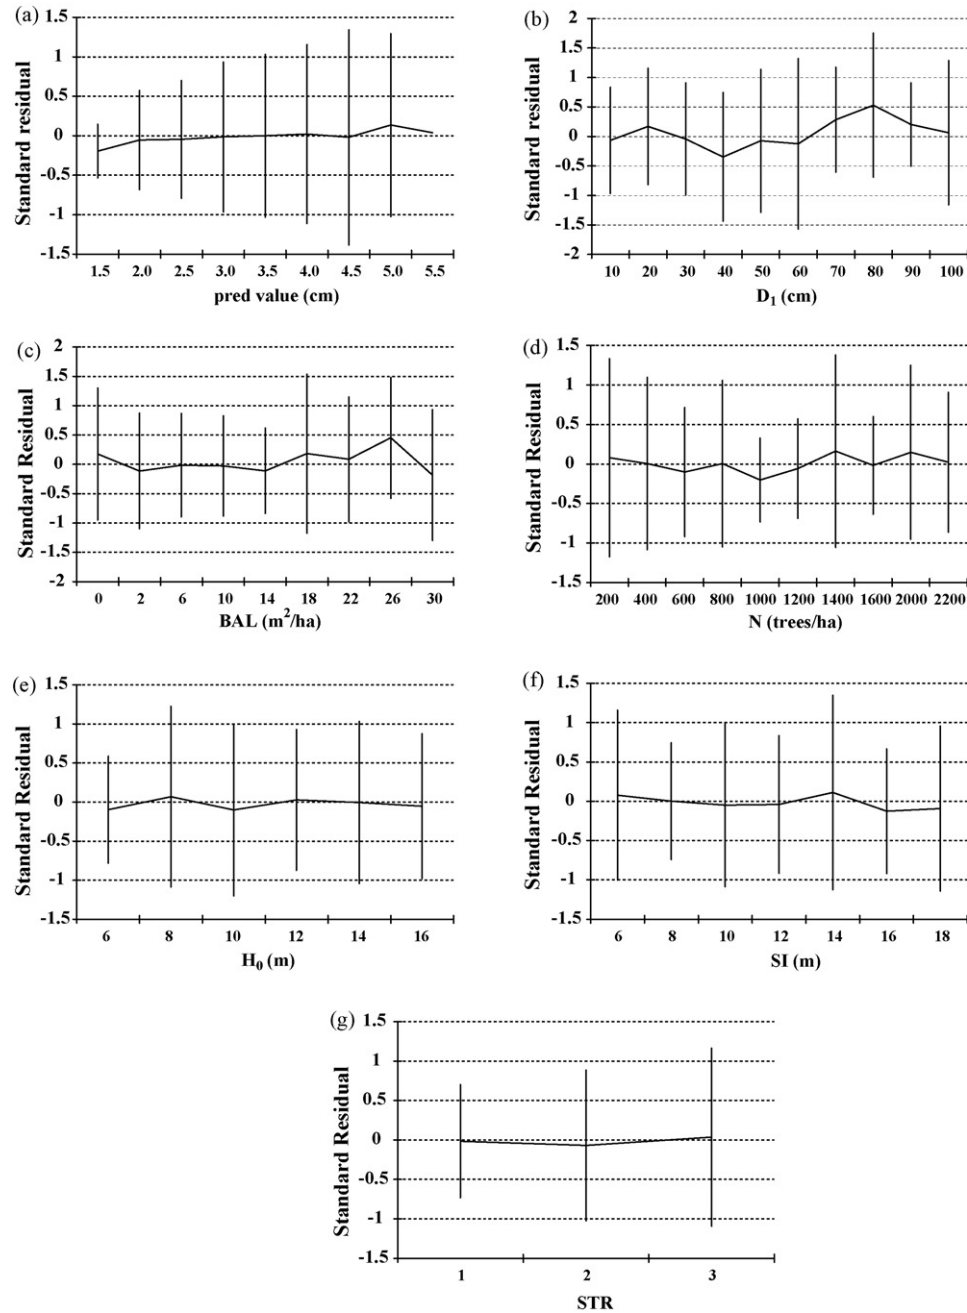 (a)
Standard residual
1.5
1
0.5
0
-0.5
-1
-1.5
1.5 2.0 2.5 3.0 3.5 4.0 4.5 5.0 5.5
pred value (cm)
(b)
Standard residual
2
1.5
1
0.5
0
-0.5
-1
-1.5
-2
10 20 30 40 50 60 70 80 90 100
D₁ (cm)
(c)
Standard Residual
2
1.5
1
0.5
0
-0.5
-1
-1.5
-2
0 2 6 10 14 18 22 26 30
BAL (m²/ha)
(d)
Standard Residual
1.5
1
0.5
0
-0.5
-1
-1.5
200 400 600 800 1000 1200 1400 1600 2000 2200
N (trees/ha)
(e)
Standard Residual
1.5
1
0.5
0
-0.5
-1
-1.5
6 8 10 12 14 16
H₀ (m)
(f)
Standard Residual
1.5
1
0.5
0
-0.5
-1
-1.5
6 8 10 12 14 16 18
SI (m)
(g)
Standard Residual
1.5
1
0.5
0
-0.5
-1
-1.5
1 2 3
STR